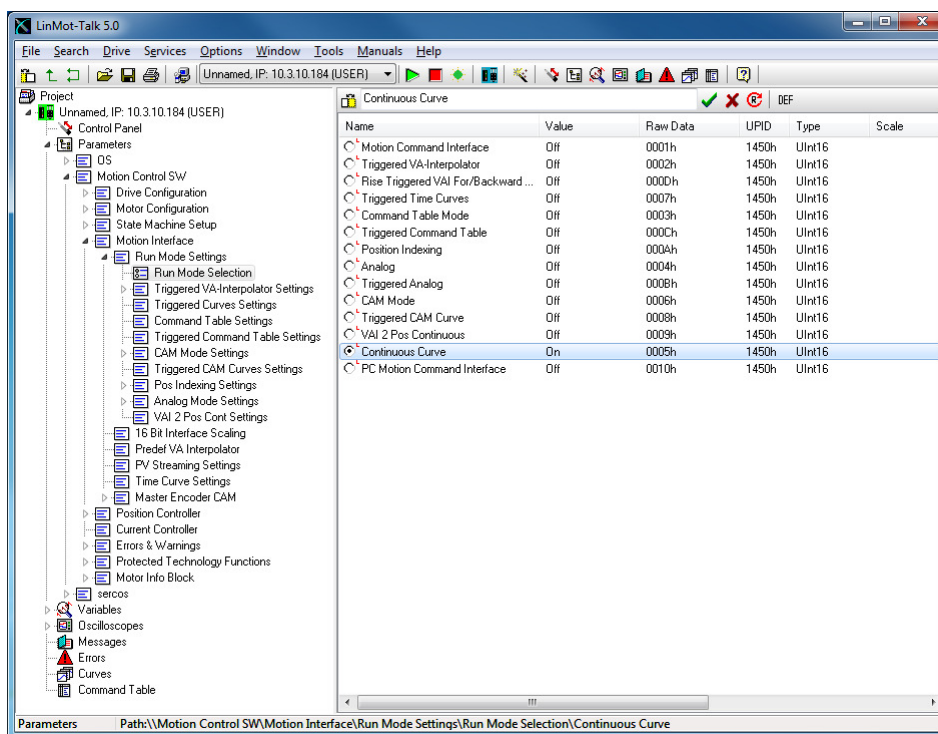 LinMot-Talk 5.0
File Search Drive Services Options Window Tools Manuals Help
Unnamed, IP: 10.3.10.184 (USER)
Project
Unnamed, IP: 10.3.10.184 (USER)
Control Panel
Parameters
OS
Motion Control SW
Drive Configuration
Motor Configuration
State Machine Setup
Motion Interface
Run Mode Settings
Run Mode Selection
Triggered VA-Interpolator Settings
Triggered Curves Settings
Command Table Settings
Triggered Command Table Settings
CAM Mode Settings
Triggered CAM Curves Settings
Pos Indexing Settings
Analog Mode Settings
VAI 2 Pos Cont Settings
16 Bit Interface Scaling
Predef VA Interpolator
PV Streaming Settings
Time Curve Settings
Master Encoder CAM
Position Controller
Current Controller
Errors & Warnings
Protected Technology Functions
Motor Info Block
sercos
Variables
Oscilloscopes
Messages
Errors
Curves
Command Table
Continuous Curve DEF
Name Value Raw Data UPID Type Scale
Motion Command Interface Off 0001h 1450h UInt16
Triggered VA-Interpolator Off 0002h 1450h UInt16
Rise Triggered VAI For/Backward ... Off 000Dh 1450h UInt16
Triggered Time Curves Off 0007h 1450h UInt16
Command Table Mode Off 0003h 1450h UInt16
Triggered Command Table Off 000Ch 1450h UInt16
Position Indexing Off 000Ah 1450h UInt16
Analog Off 0004h 1450h UInt16
Triggered Analog Off 000Bh 1450h UInt16
CAM Mode Off 0006h 1450h UInt16
Triggered CAM Curve Off 0008h 1450h UInt16
VAI 2 Pos Continuous Off 0009h 1450h UInt16
Continuous Curve On 0005h 1450h UInt16
PC Motion Command Interface Off 0010h 1450h UInt16
Parameters Path:\\Motion Control SW\Motion Interface\Run Mode Settings\Run Mode Selection\Continuous Curve